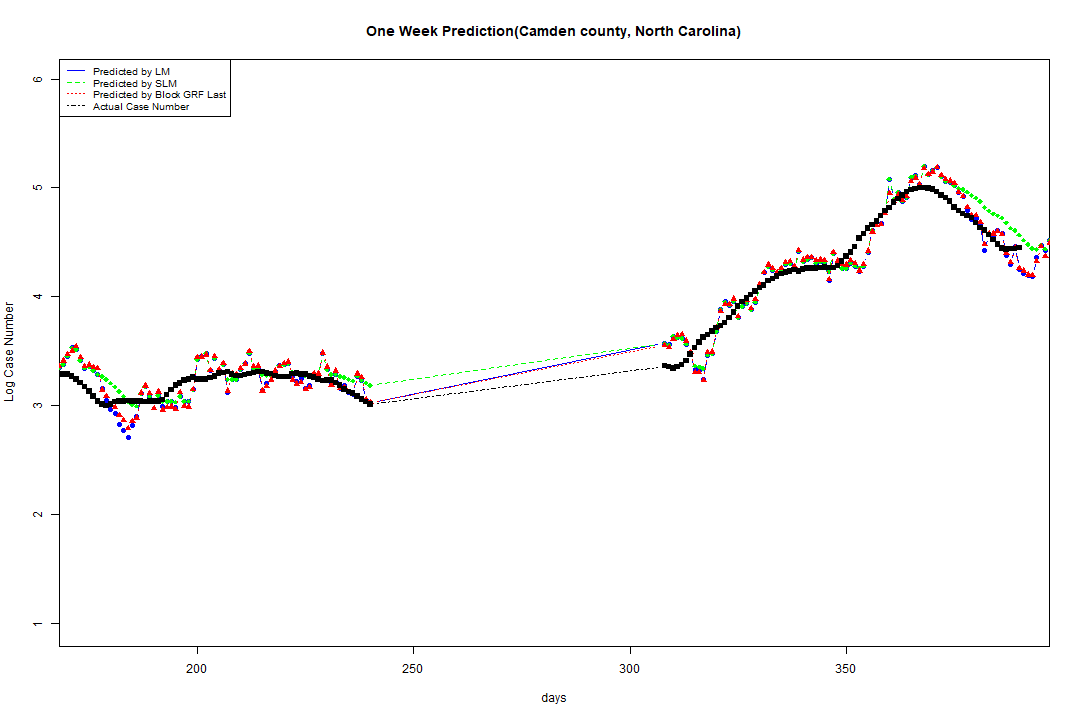 One Week Prediction(Camden county, North Carolina)
Predicted by LM
Predicted by SLM
Predicted by Block GRF Last
Actual Case Number
6
5
4
3
2
1
Log Case Number
200
250
300
350
days